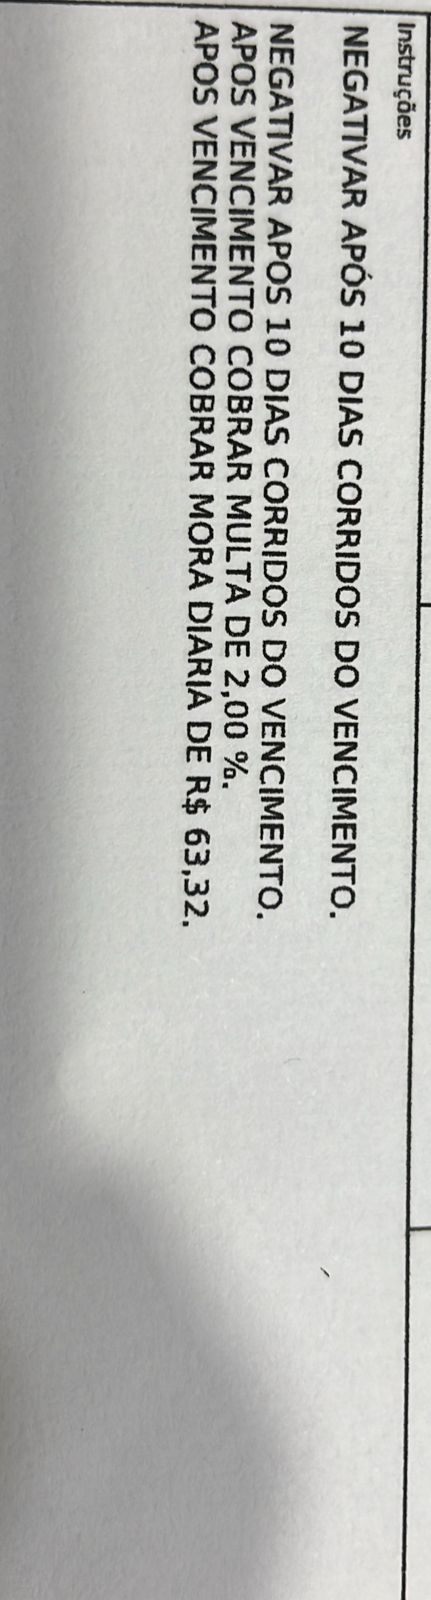 Instruções
NEGATIVAR APÓS 10 DIAS CORRIDOS DO VENCIMENTO.
NEGATIVAR APOS 10 DIAS CORRIDOS DO VENCIMENTO.
APOS VENCIMENTO COBRAR MULTA DE 2,00 %.
APOS VENCIMENTO COBRAR MORA DIARIA DE R$ 63,32.